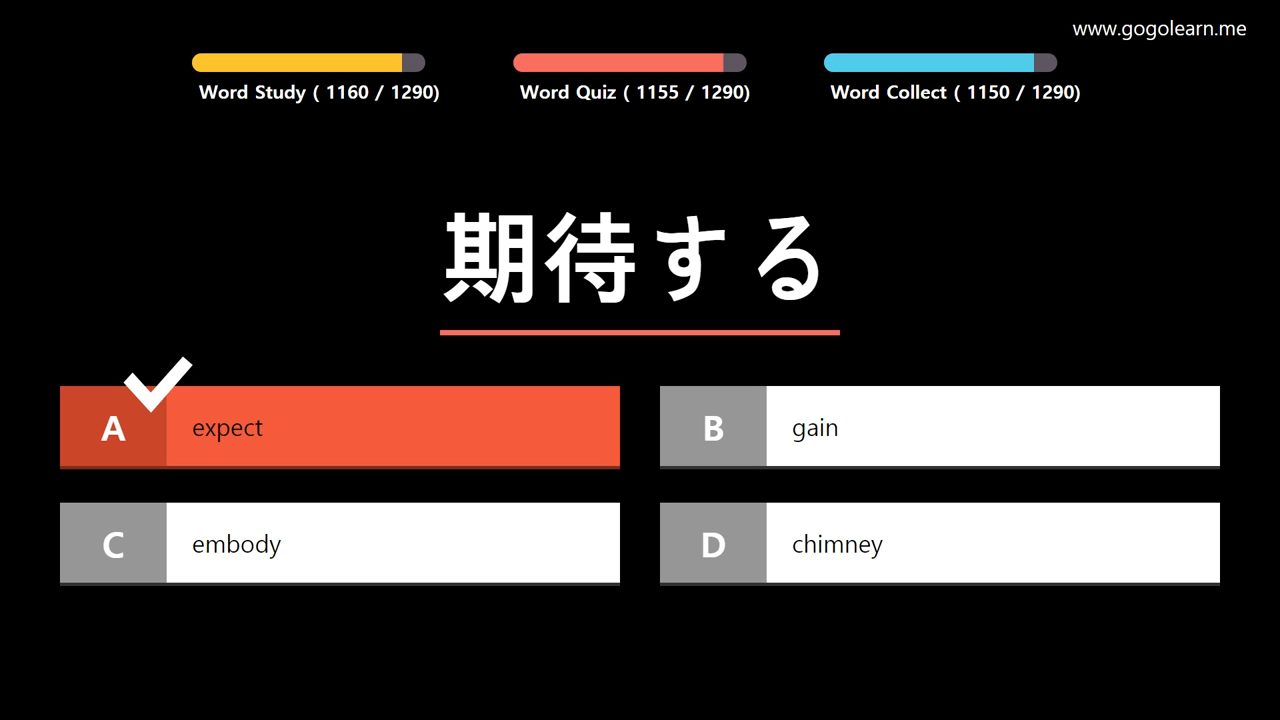 www.gogolearn.me
Word Study ( 1160 / 1290)
Word Quiz ( 1155 / 1290)
Word Collect ( 1150 / 1290)
期待する
A expect
B gain
C embody
D chimney